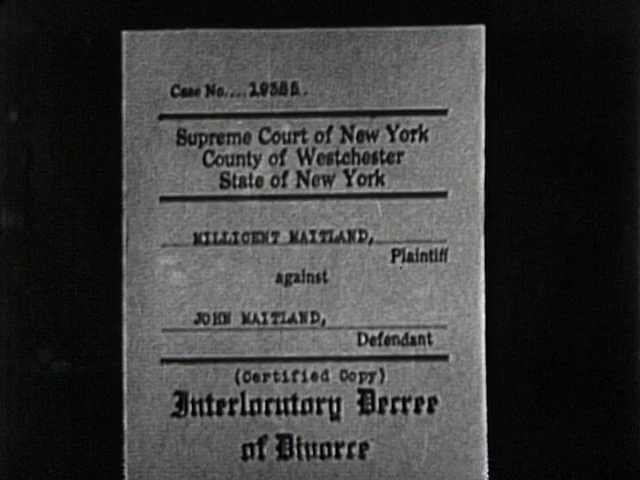 Case No....
Supreme Court of New York
County of Westchester
State of New York
MILLICENT MAITLAND,
Plaintiff
against
JOHN MAITLAND,
Defendant
(Certified Copy)
Interlocutory Decree
of Divorce